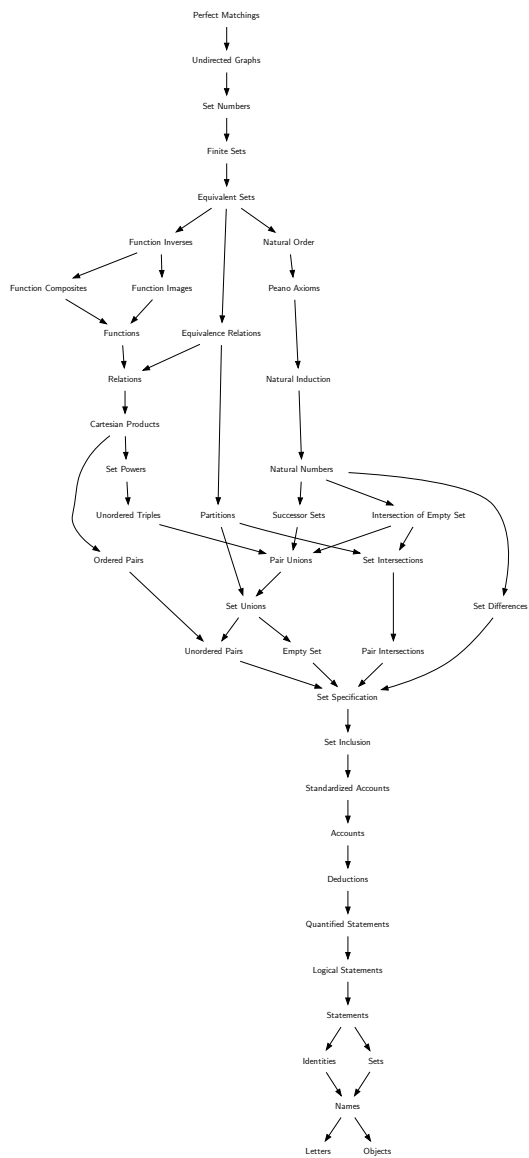 Perfect Matchings
Undirected Graphs
Set Numbers
Finite Sets
Equivalent Sets
Function Inverses
Natural Order
Function Composites
Function Images
Peano Axioms
Functions
Equivalence Relations
Relations
Natural Induction
Cartesian Products
Set Powers
Natural Numbers
Unordered Triples
Partitions
Successor Sets
Intersection of Empty Set
Ordered Pairs
Pair Unions
Set Intersections
Set Unions
Set Differences
Unordered Pairs
Empty Set
Pair Intersections
Set Specification
Set Inclusion
Standardized Accounts
Accounts
Deductions
Quantified Statements
Logical Statements
Statements
Identities
Sets
Names
Letters
Objects